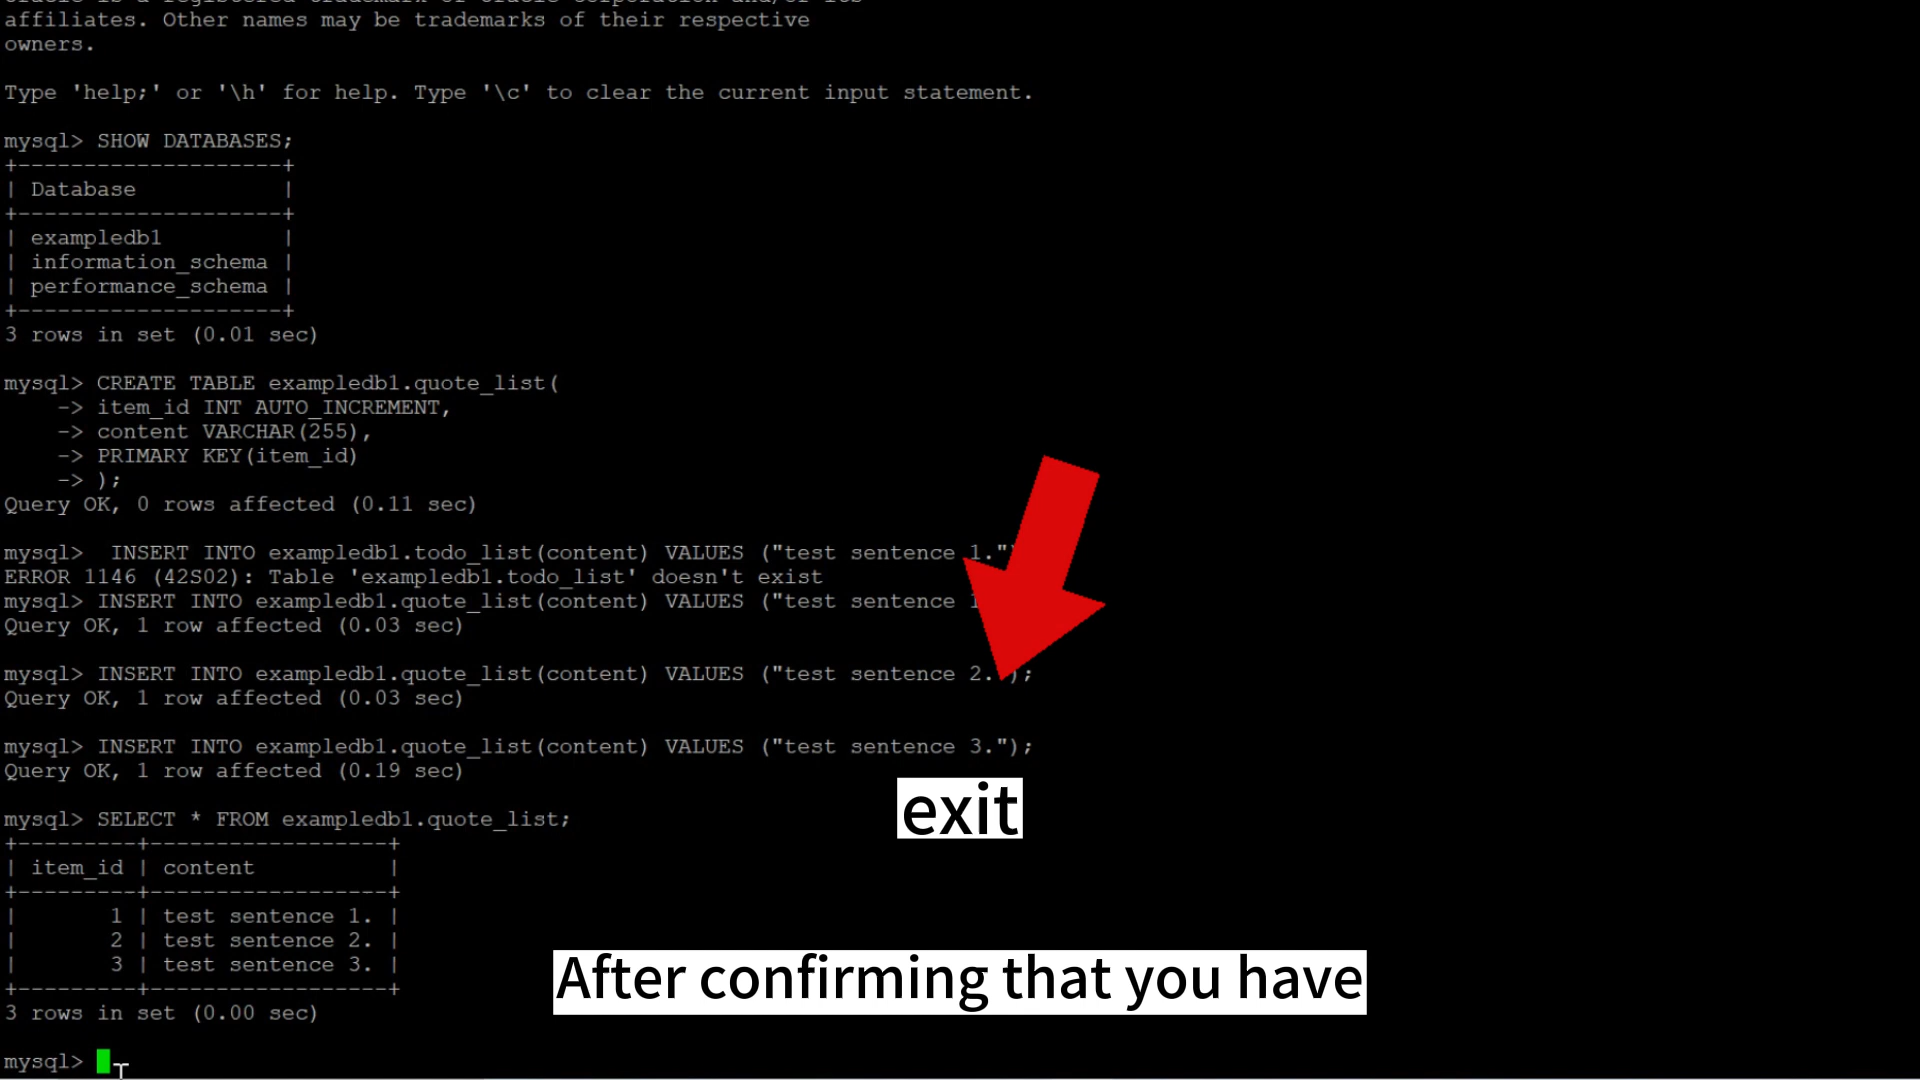 affiliates. Other names may be trademarks of their respective
owners.
Type 'help;' or '\h' for help. Type '\c' to clear the current input statement.
mysql> SHOW DATABASES;
+--------------------+
| Database           |
+--------------------+
| exampledb1         |
| information_schema |
| performance_schema |
+--------------------+
3 rows in set (0.01 sec)
mysql> CREATE TABLE exampledb1.quote_list(
    -> item_id INT AUTO_INCREMENT,
    -> content VARCHAR(255),
    -> PRIMARY KEY(item_id)
    -> );
Query OK, 0 rows affected (0.11 sec)
mysql>  INSERT INTO exampledb1.todo_list(content) VALUES ("test sentence 1."
ERROR 1146 (42S02): Table 'exampledb1.todo_list' doesn't exist
mysql> INSERT INTO exampledb1.quote_list(content) VALUES ("test sentence 1
Query OK, 1 row affected (0.03 sec)
mysql> INSERT INTO exampledb1.quote_list(content) VALUES ("test sentence 2. );
Query OK, 1 row affected (0.03 sec)
mysql> INSERT INTO exampledb1.quote_list(content) VALUES ("test sentence 3.");
Query OK, 1 row affected (0.19 sec)
exit
mysql> SELECT * FROM exampledb1.quote_list;
+---------+------------------+
| item_id | content          |
+---------+------------------+
|       1 | test sentence 1. |
|       2 | test sentence 2. |
|       3 | test sentence 3. |
+---------+------------------+
After confirming that you have
3 rows in set (0.00 sec)
mysql>